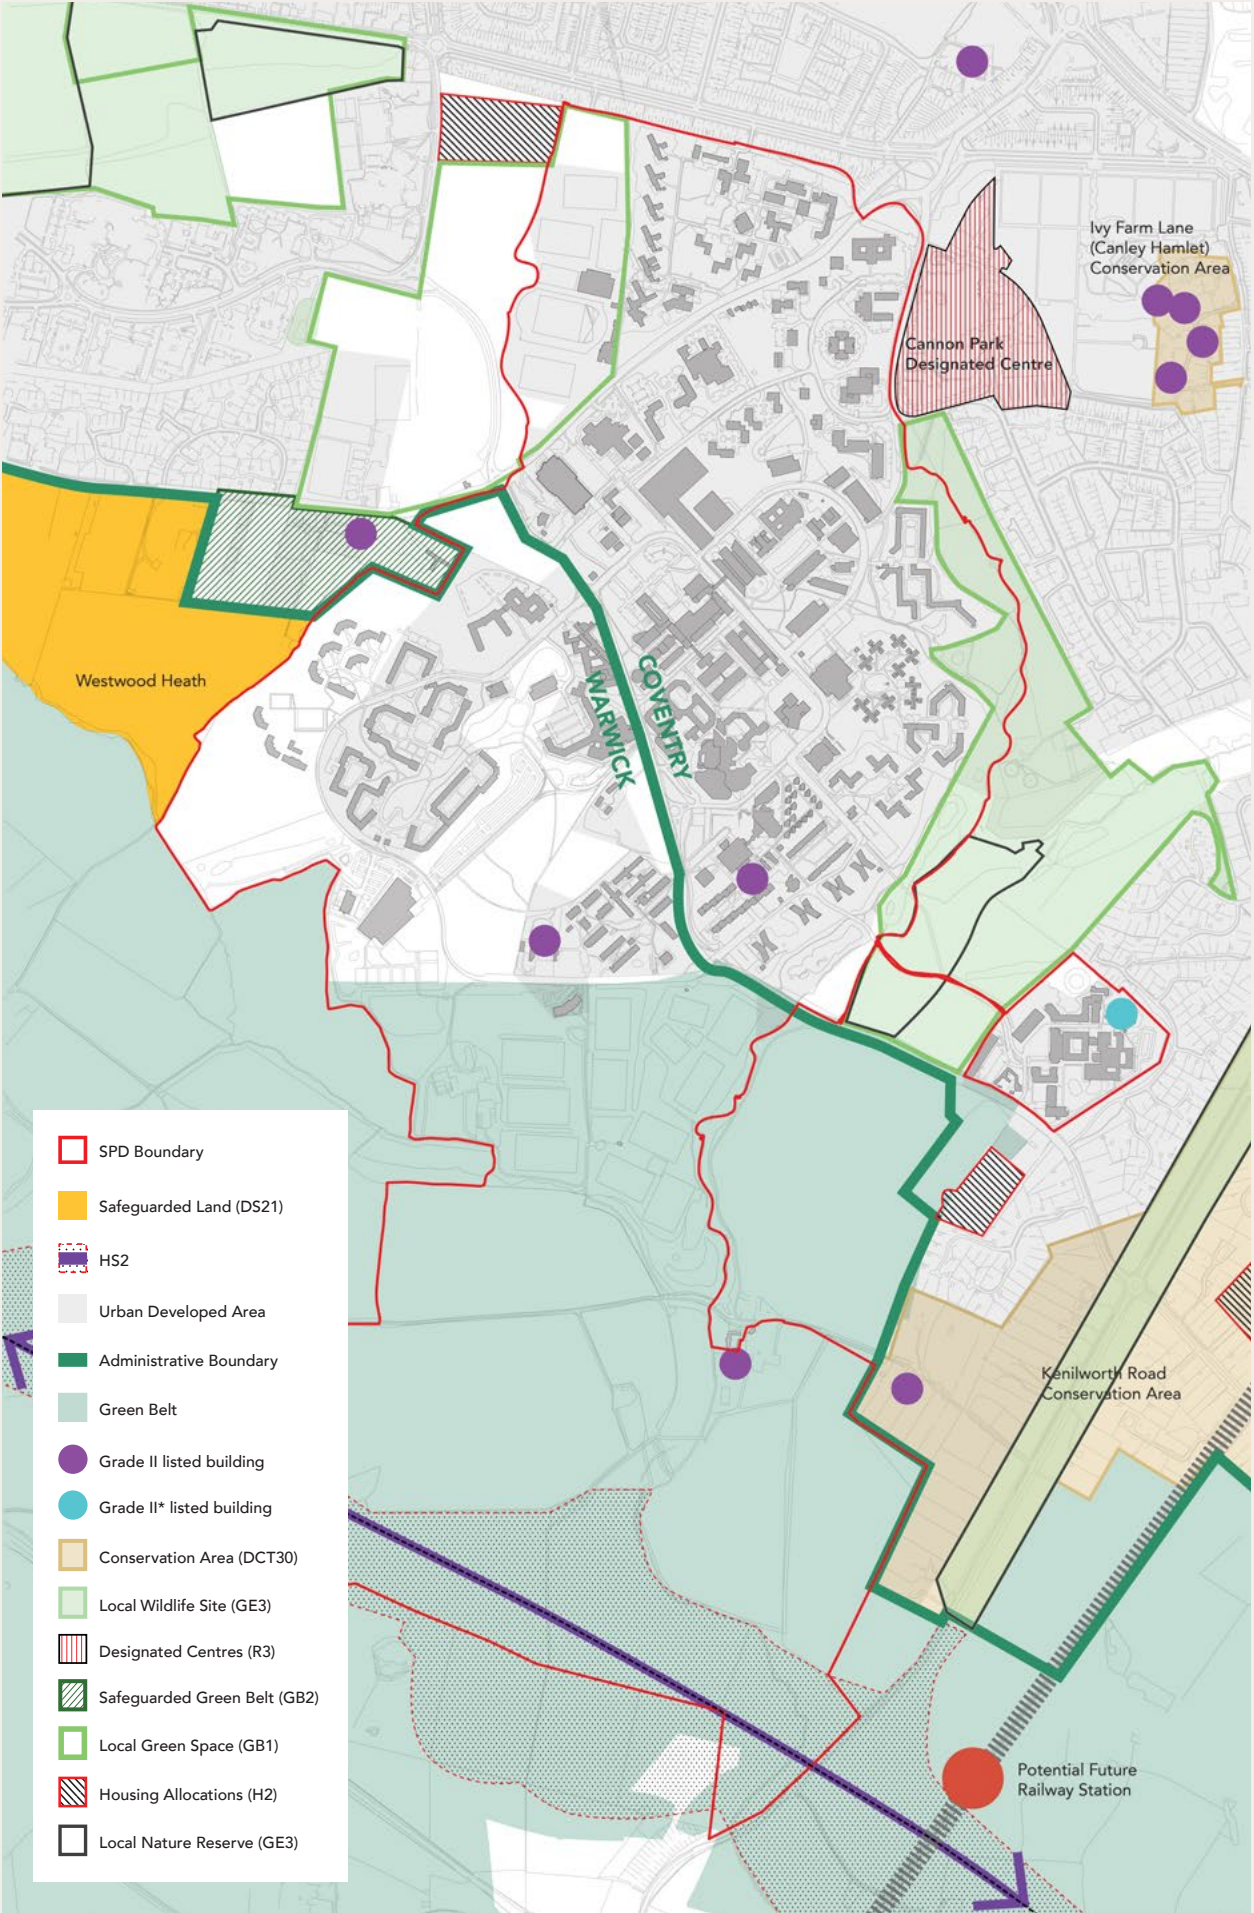 Ivy Farm Lane
(Canley Hamlet)
Conservation Area
Cannon Park
Designated Centre
Westwood Heath
COVENTRY
WARWICK
SPD Boundary
Safeguarded Land (DS21)
HS2
Urban Developed Area
Administrative Boundary
Green Belt
Grade II listed building
Grade II* listed building
Conservation Area (DCT30)
Local Wildlife Site (GE3)
Designated Centres (R3)
Safeguarded Green Belt (GB2)
Local Green Space (GB1)
Housing Allocations (H2)
Local Nature Reserve (GE3)
Kenilworth Road
Conservation Area
Potential Future
Railway Station